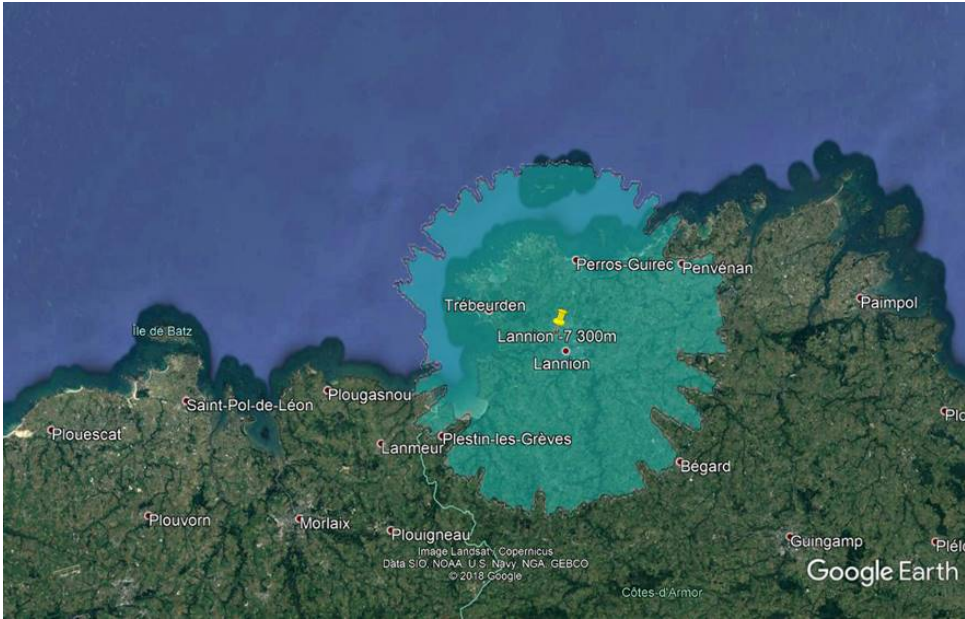 Perros-Guirec
Penvénan
Trébeurden
Paimpol
Lannion -7 300m
Île de Batz
Lannion
Plougasnou
Saint-Pol-de-Léon
Plouescat
Lanmeur
Plestin-les-Grèves
Bégard
Plouvorn
Morlaix
Plouigneau
Guingamp
Image Landsat / Copernicus
Data SIO, NOAA, U.S. Navy, NGA, GEBCO
© 2018 Google
Google Earth
Côtes-d'Armor